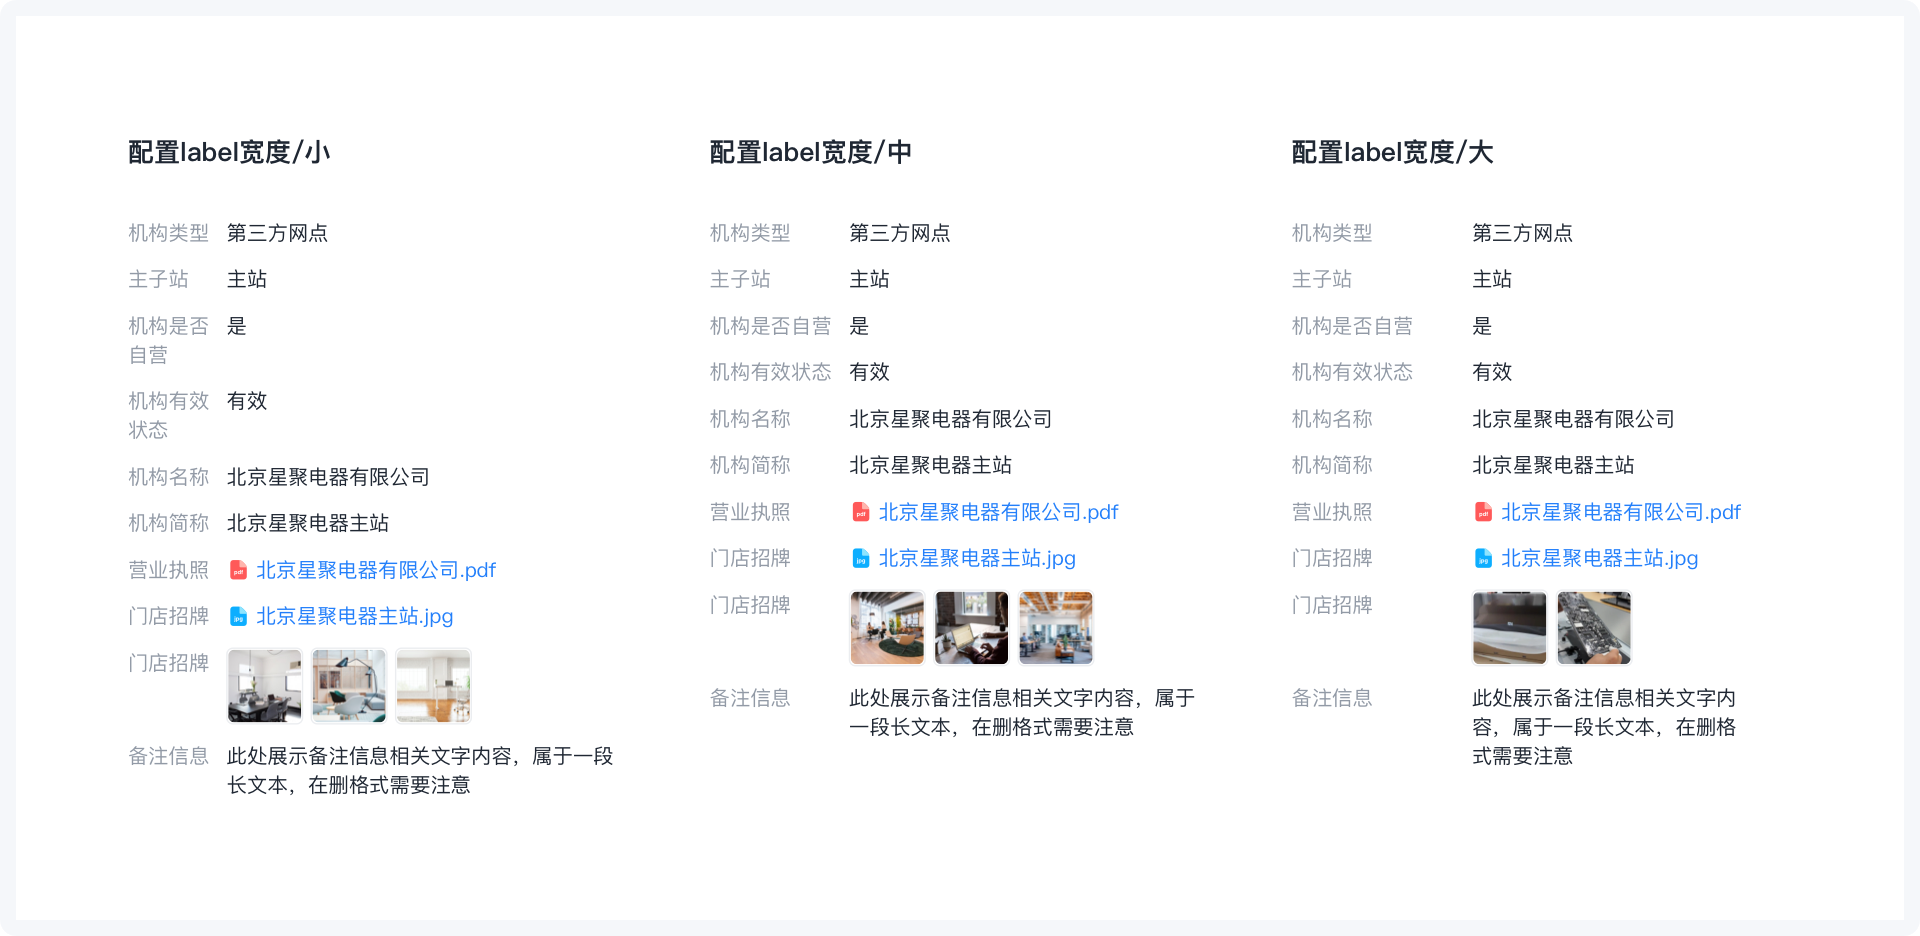 配置label宽度/小
机构类型 第三方网点
主子站 主站
机构是否 是
自营
机构有效 有效
状态
机构名称 北京星聚电器有限公司
机构简称 北京星聚电器主站
营业执照 pdf 北京星聚电器有限公司.pdf
门店招牌 jpg 北京星聚电器主站.jpg
门店招牌
备注信息 此处展示备注信息相关文字内容，属于一段
长文本，在删格式需要注意
配置label宽度/中
机构类型 第三方网点
主子站 主站
机构是否自营 是
机构有效状态 有效
机构名称 北京星聚电器有限公司
机构简称 北京星聚电器主站
营业执照 pdf 北京星聚电器有限公司.pdf
门店招牌 jpg 北京星聚电器主站.jpg
门店招牌
备注信息 此处展示备注信息相关文字内容，属于
一段长文本，在删格式需要注意
配置label宽度/大
机构类型 第三方网点
主子站 主站
机构是否自营 是
机构有效状态 有效
机构名称 北京星聚电器有限公司
机构简称 北京星聚电器主站
营业执照 pdf 北京星聚电器有限公司.pdf
门店招牌 jpg 北京星聚电器主站.jpg
门店招牌
备注信息 此处展示备注信息相关文字内
容，属于一段长文本，在删格
式需要注意